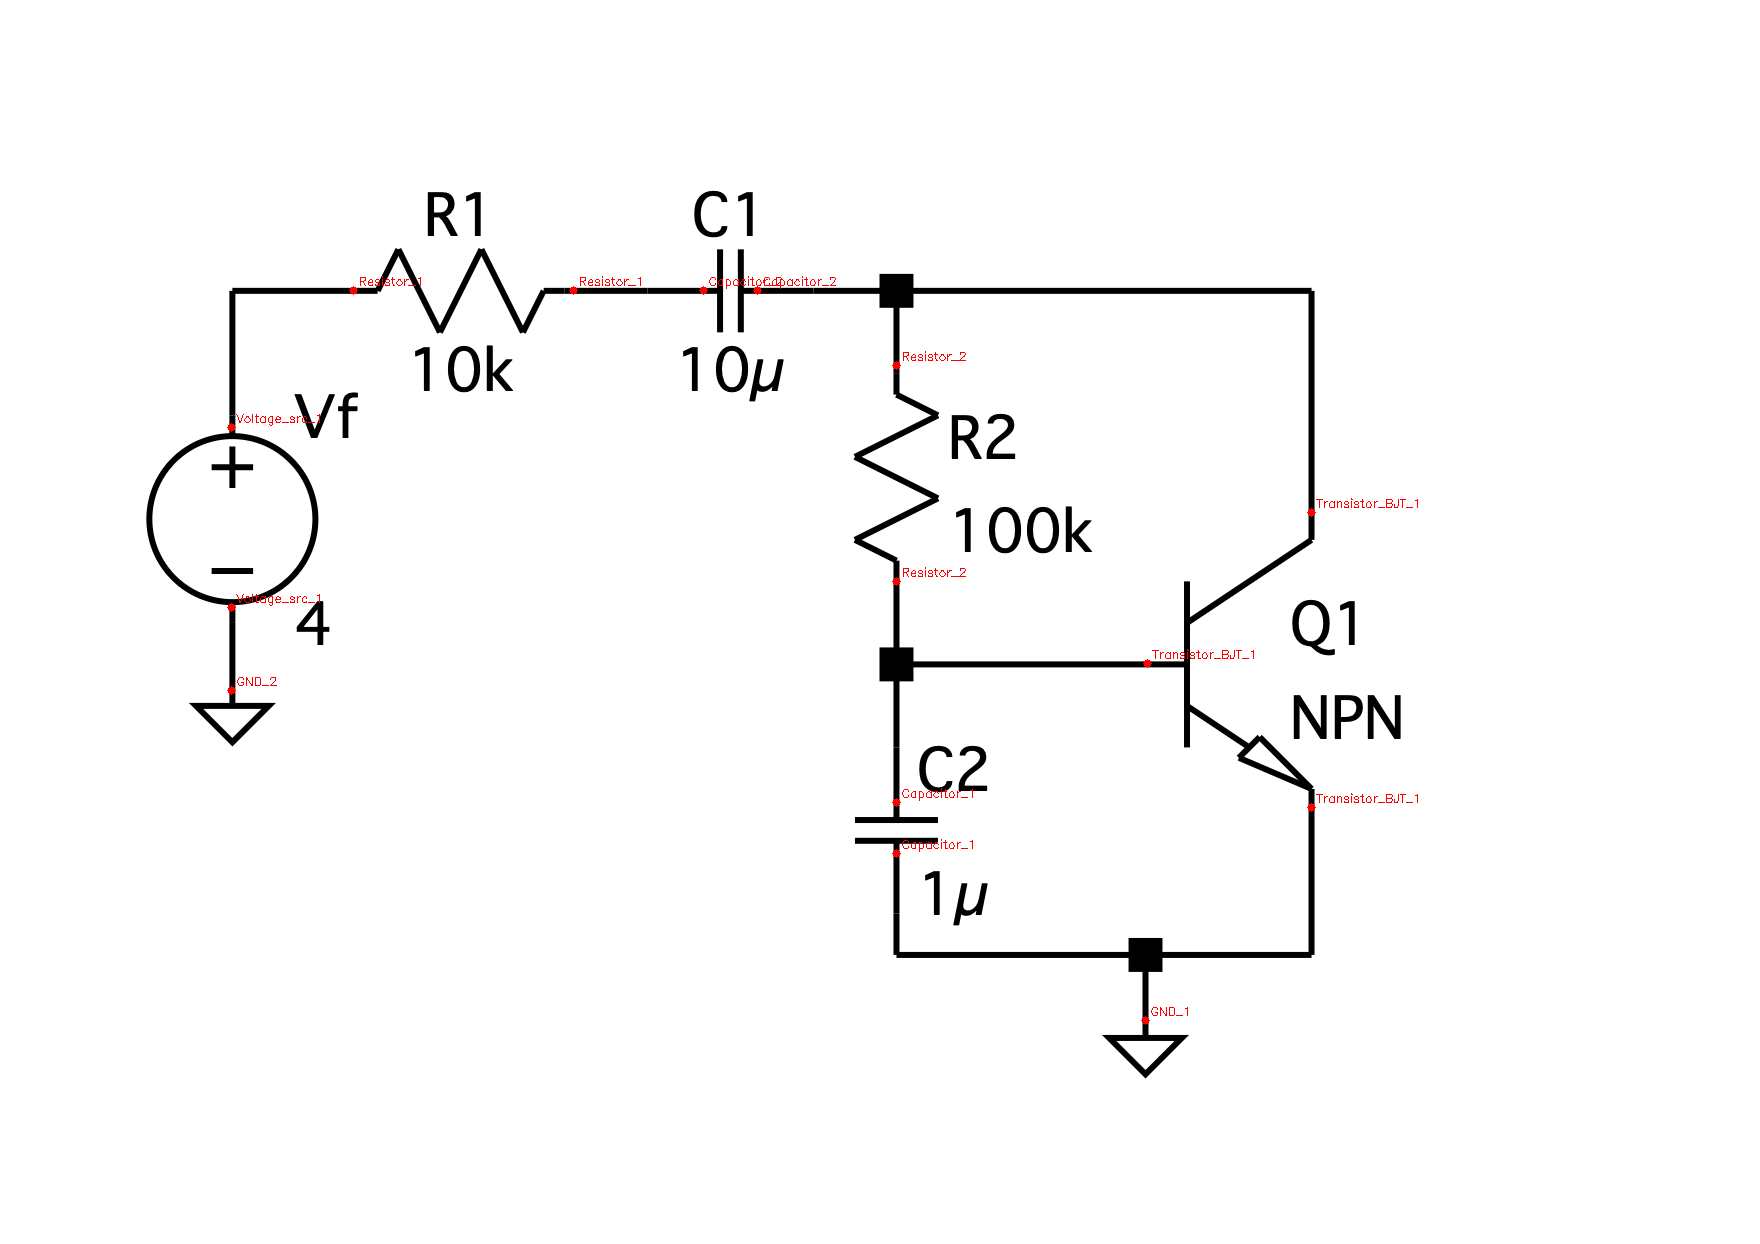 R1
C1
Resistor_1
Resistor_1
Capacitor_2
Capacitor_2
10k
10µ
Resistor_2
Voltage_src_1
Vf
R2
Transistor_BJT_1
100k
Resistor_2
Voltage_src_1
4
Q1
Transistor_BJT_1
GND_2
NPN
C2
Capacitor_1
Transistor_BJT_1
Capacitor_1
1µ
GND_1